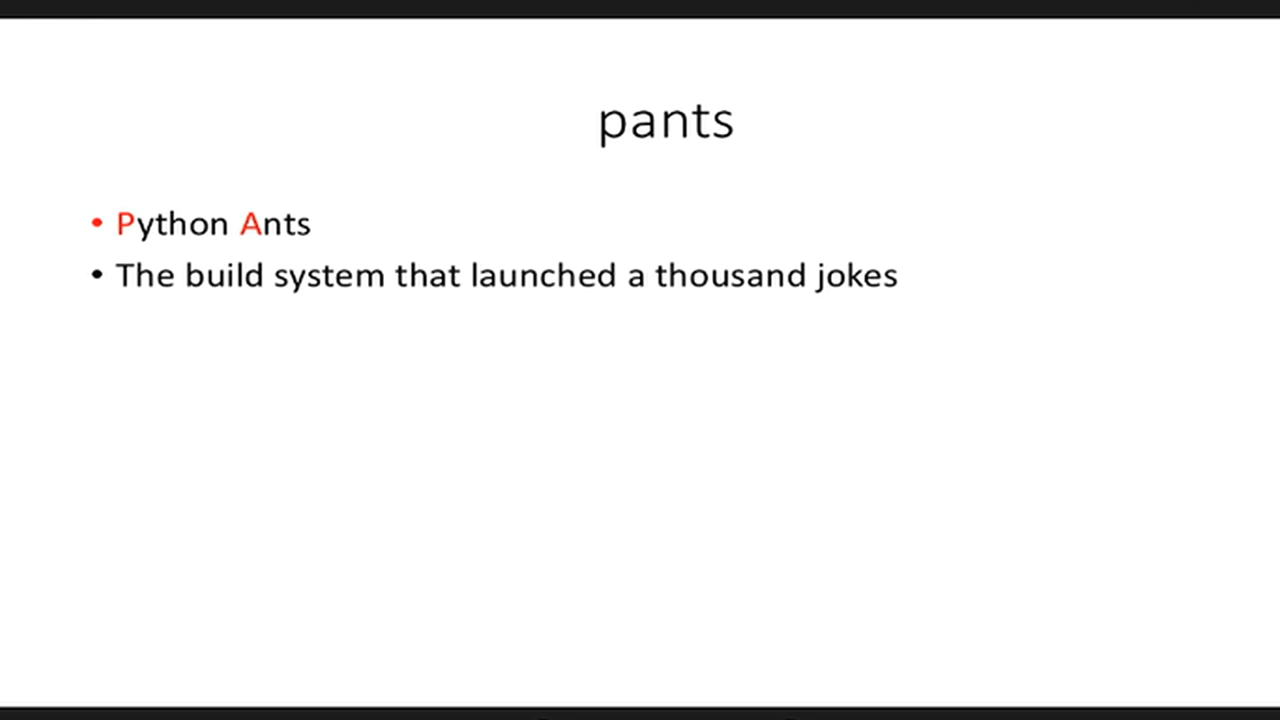 pants
• Python Ants
• The build system that launched a thousand jokes